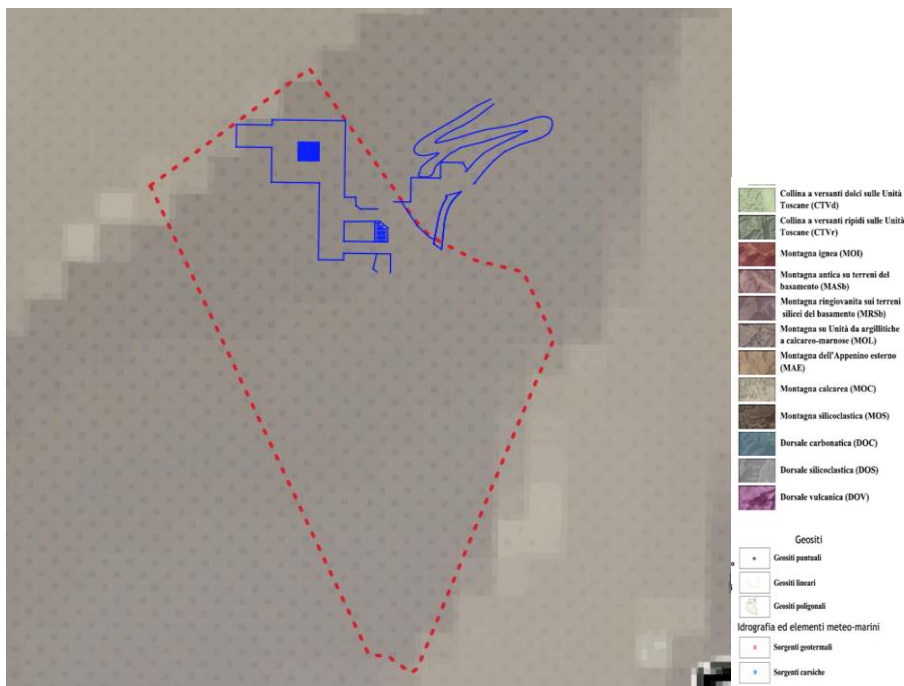 Collina a versanti dolci sulle Unità
Toscane (CTVd)
Collina a versanti ripidi sulle Unità
Toscane (CTVr)
Montagna ignea (MOI)
Montagna antica su terreni del
basamento (MASb)
Montagna ringiovanita sui terreni
silicei del basamento (MRSb)
Montagna su Unità da argillitiche
a calcareo-marnose (MOL)
Montagna dell'Appenino esterno
(MAE)
Montagna calcarea (MOC)
Montagna silicoclastica (MOS)
Dorsale carbonatica (DOC)
Dorsale silicoclastica (DOS)
Dorsale vulcanica (DOV)
Geositi
Geositi puntuali
Geositi lineari
Geositi poligonali
Idrografia ed elementi meteo-marini
Sorgenti geotermali
Sorgenti carsiche